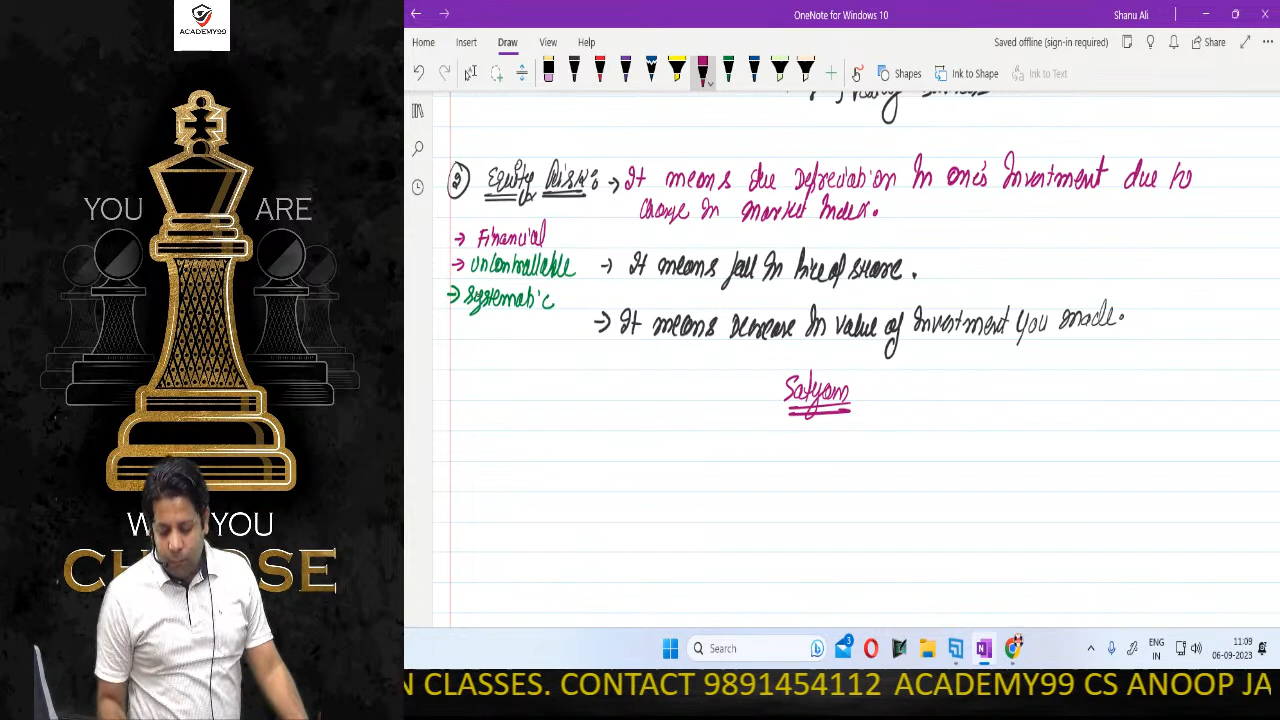 ACADEMY99
YOU ARE
YOU
CH SE
OneNote for Windows 10
Shanu Ali
Home Insert Draw View Help
Saved offline (sign-in required)
Share
Shapes
Ink to Shape
Ink to Text
② Equity Risk: → It means due Depreciation In one's Investment due to
change In market Index.
→ Financial
→ Uncontrollable
→ Systematic
→ It means fall In Price of share.
→ It means Decrease In value of Investment you made.
Satyam
Search
3
ENG
IN
11:09
06-09-2023
N CLASSES. CONTACT 9891454112 ACADEMY99 CS ANOOP JA